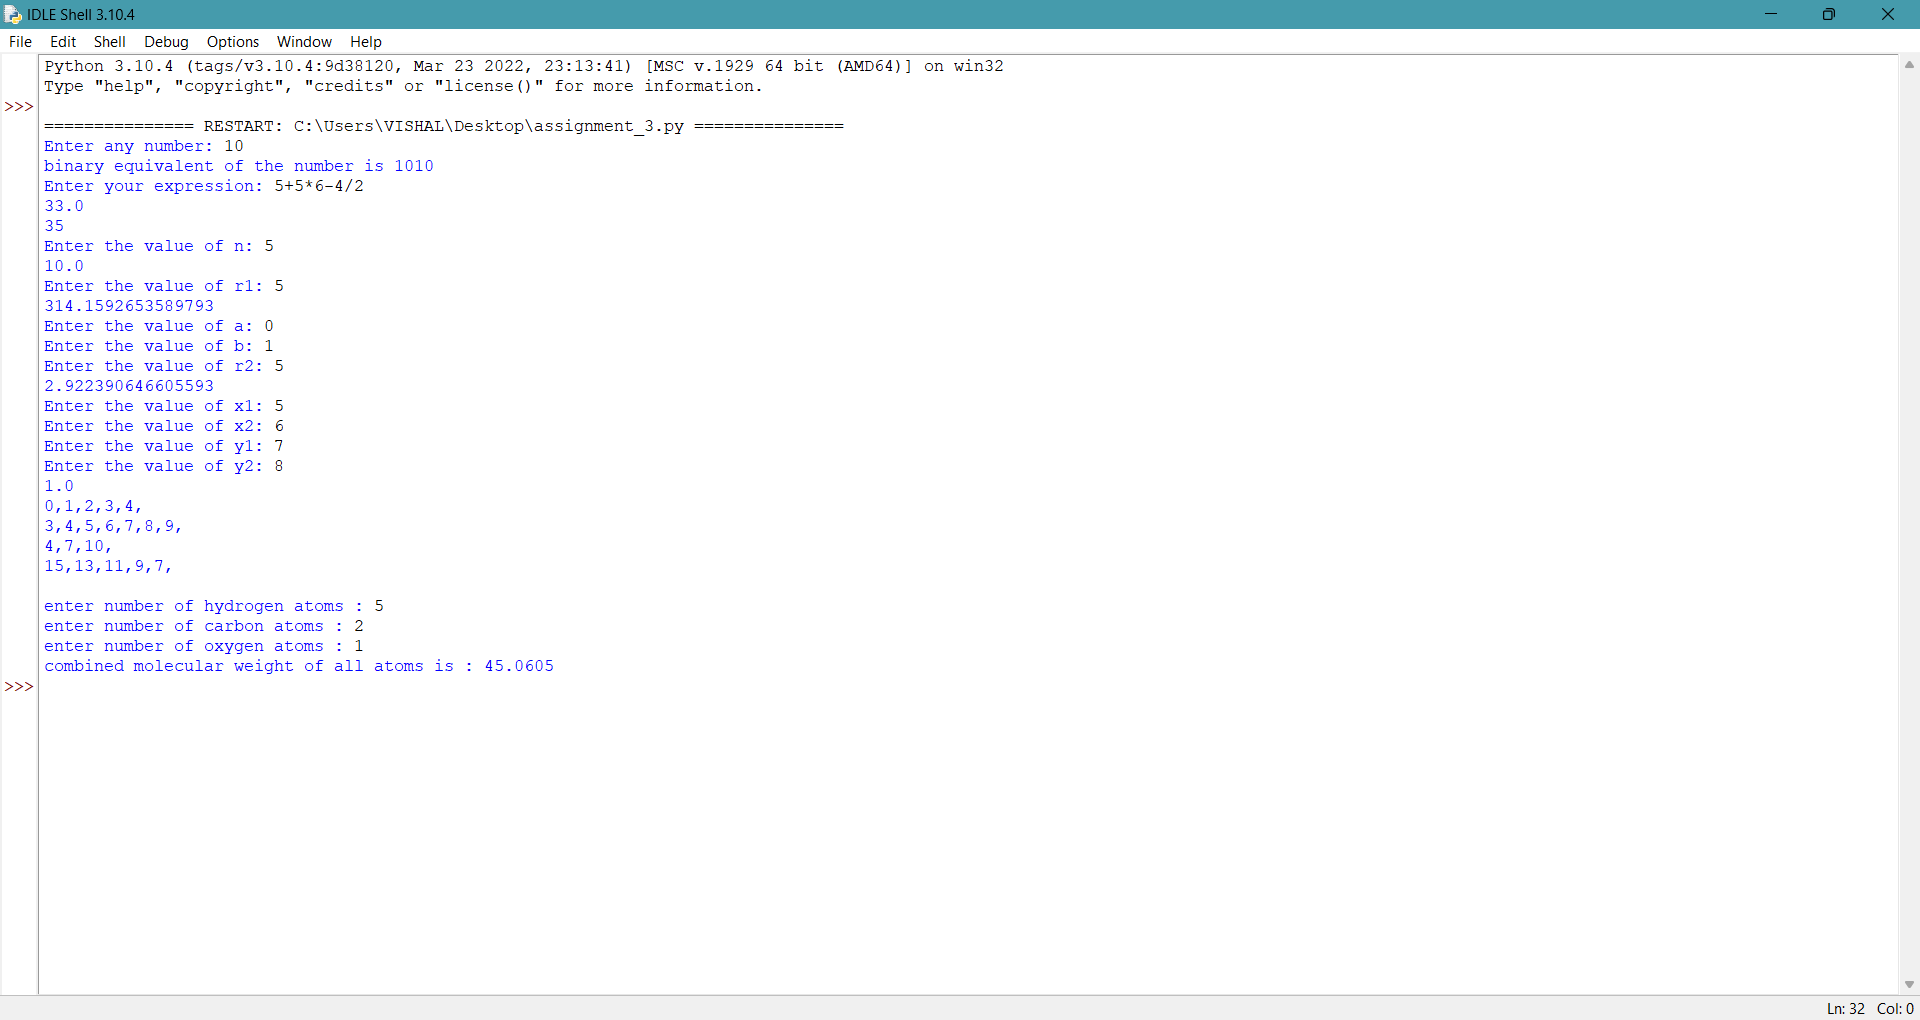 IDLE Shell 3.10.4
File Edit Shell Debug Options Window Help
Python 3.10.4 (tags/v3.10.4:9d38120, Mar 23 2022, 23:13:41) [MSC v.1929 64 bit (AMD64)] on win32
Type "help", "copyright", "credits" or "license()" for more information.
>>>
=============== RESTART: C:\Users\VISHAL\Desktop\assignment_3.py ===============
Enter any number: 10
binary equivalent of the number is 1010
Enter your expression: 5+5*6-4/2
33.0
35
Enter the value of n: 5
10.0
Enter the value of r1: 5
314.1592653589793
Enter the value of a: 0
Enter the value of b: 1
Enter the value of r2: 5
2.922390646605593
Enter the value of x1: 5
Enter the value of x2: 6
Enter the value of y1: 7
Enter the value of y2: 8
1.0
0,1,2,3,4,
3,4,5,6,7,8,9,
4,7,10,
15,13,11,9,7,
enter number of hydrogen atoms : 5
enter number of carbon atoms : 2
enter number of oxygen atoms : 1
combined molecular weight of all atoms is : 45.0605
>>>
Ln: 32 Col: 0